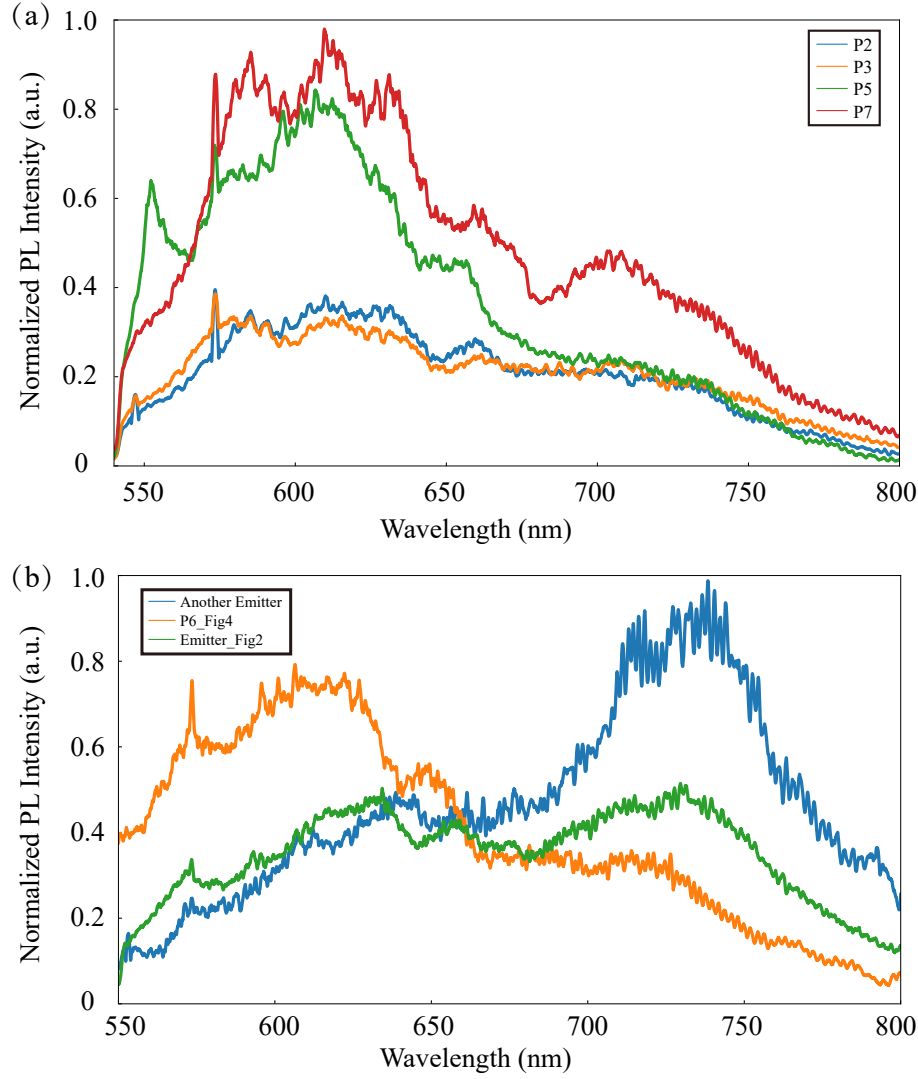 (a)
Normalized PL Intensity (a.u.)
1.0
0.8
0.6
0.4
0.2
0
P2
P3
P5
P7
550 600 650 700 750 800
Wavelength (nm)
(b)
Normalized PL Intensity (a.u.)
1.0
0.8
0.6
0.4
0.2
0
Another Emitter
P6_Fig4
Emitter_Fig2
550 600 650 700 750 800
Wavelength (nm)